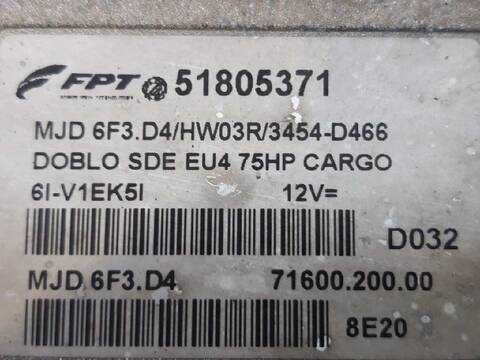 FPT 51805371
MJD 6F3.D4/HW03R/3454-D466
DOBLO SDE EU4 75HP CARGO
6I-V1EK5I 12V=
D032
MJD 6F3.D4 71600.200.00
8E20